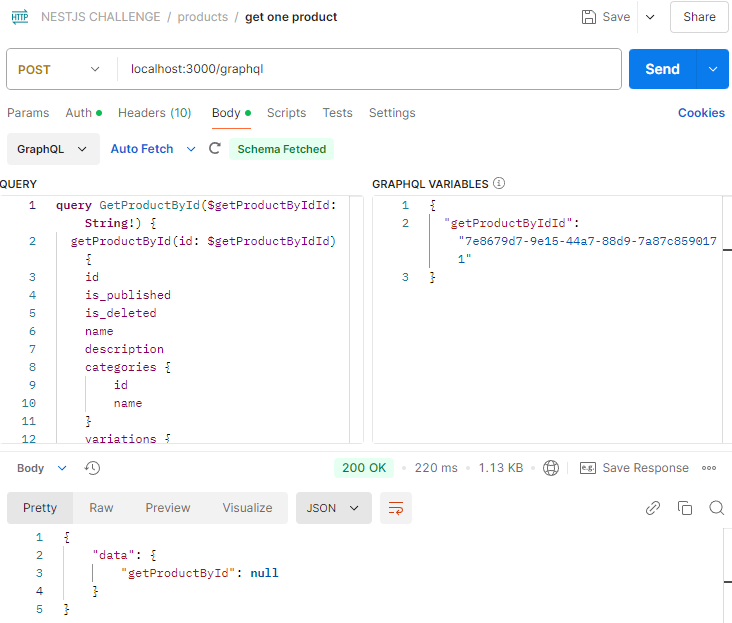 HTTP NESTJS CHALLENGE / products / get one product Save Share
POST localhost:3000/graphql Send
Params Auth Headers (10) Body Scripts Tests Settings Cookies
GraphQL Auto Fetch Schema Fetched
QUERY
1 query GetProductById($getProductByIdId:
String!) {
2 getProductById(id: $getProductByIdId)
{
3 id
4 is_published
5 is_deleted
6 name
7 description
8 categories {
9 id
10 name
11 }
12 variations {
GRAPHQL VARIABLES
1 {
2 "getProductByIdId":
"7e8679d7-9e15-44a7-88d9-7a87c859017
1"
3 }
Body 200 OK 220 ms 1.13 KB e.g. Save Response
Pretty Raw Preview Visualize JSON
1 {
2 "data": {
3 "getProductById": null
4 }
5 }